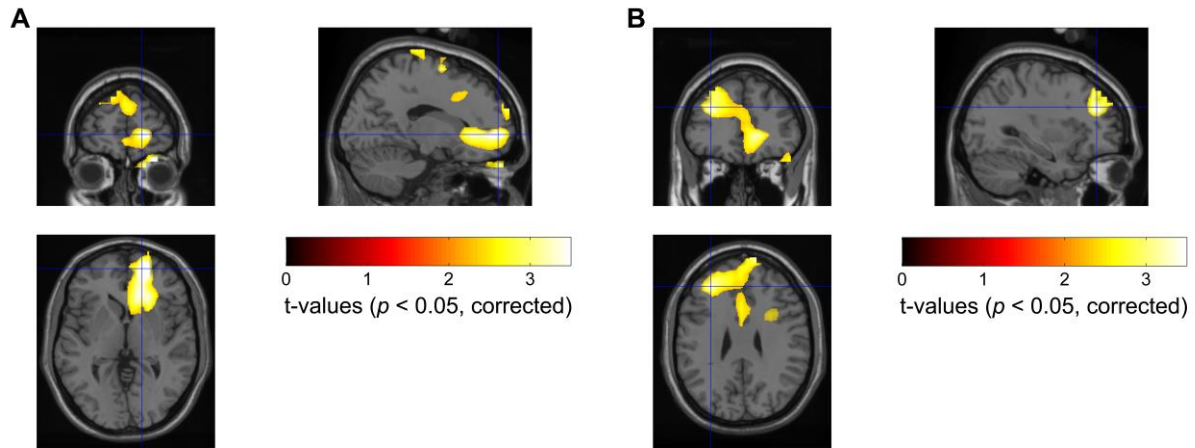 A
B
0 1 2 3
t-values (p < 0.05, corrected)
0 1 2 3
t-values (p < 0.05, corrected)